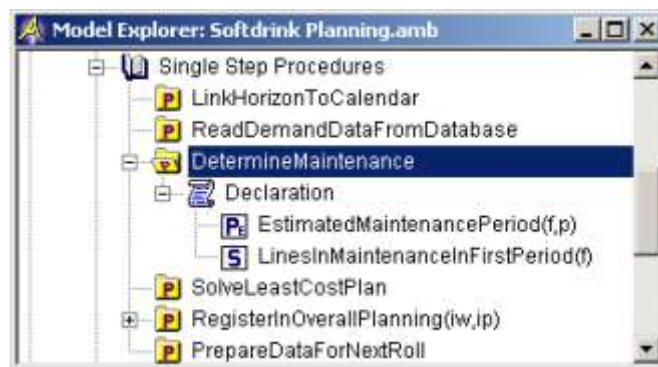 Model Explorer: Softdrink Planning.amb
Single Step Procedures
P LinkHorizonToCalendar
P ReadDemandDataFromDatabase
P DetermineMaintenance
Declaration
PE EstimatedMaintenancePeriod(f,p)
S LinesInMaintenanceInFirstPeriod(f)
P SolveLeastCostPlan
P RegisterInOverallPlanning(iw,ip)
P PrepareDataForNextRoll